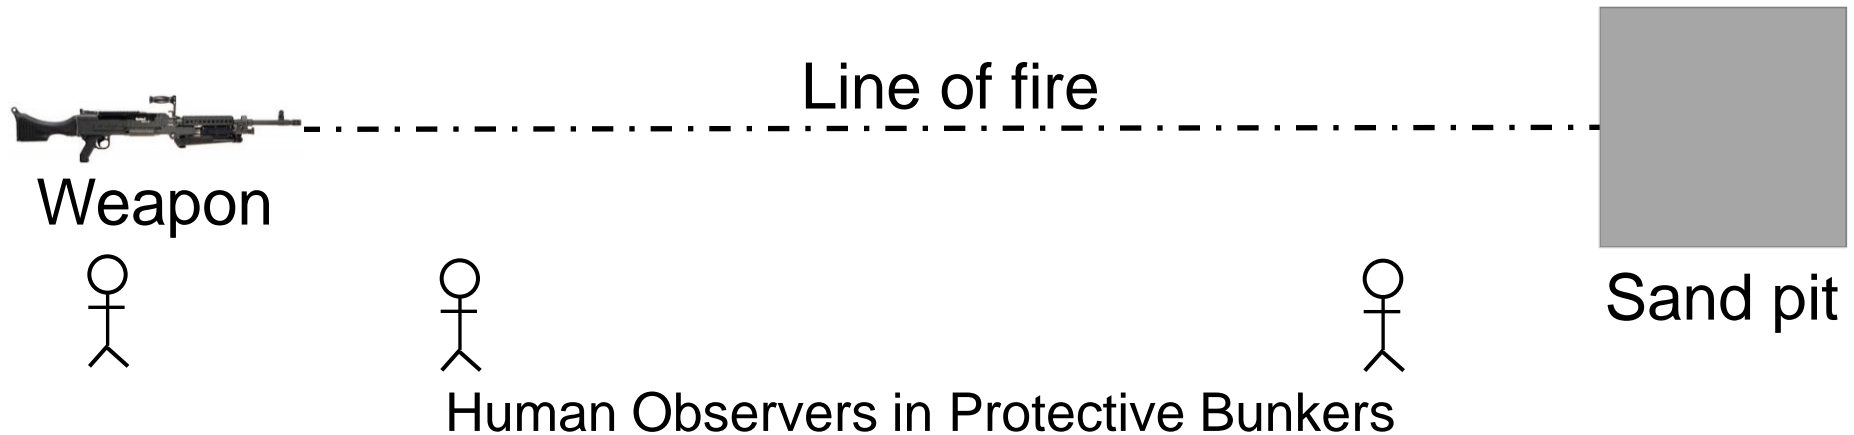 Line of fire
Weapon
Sand pit
Human Observers in Protective Bunkers